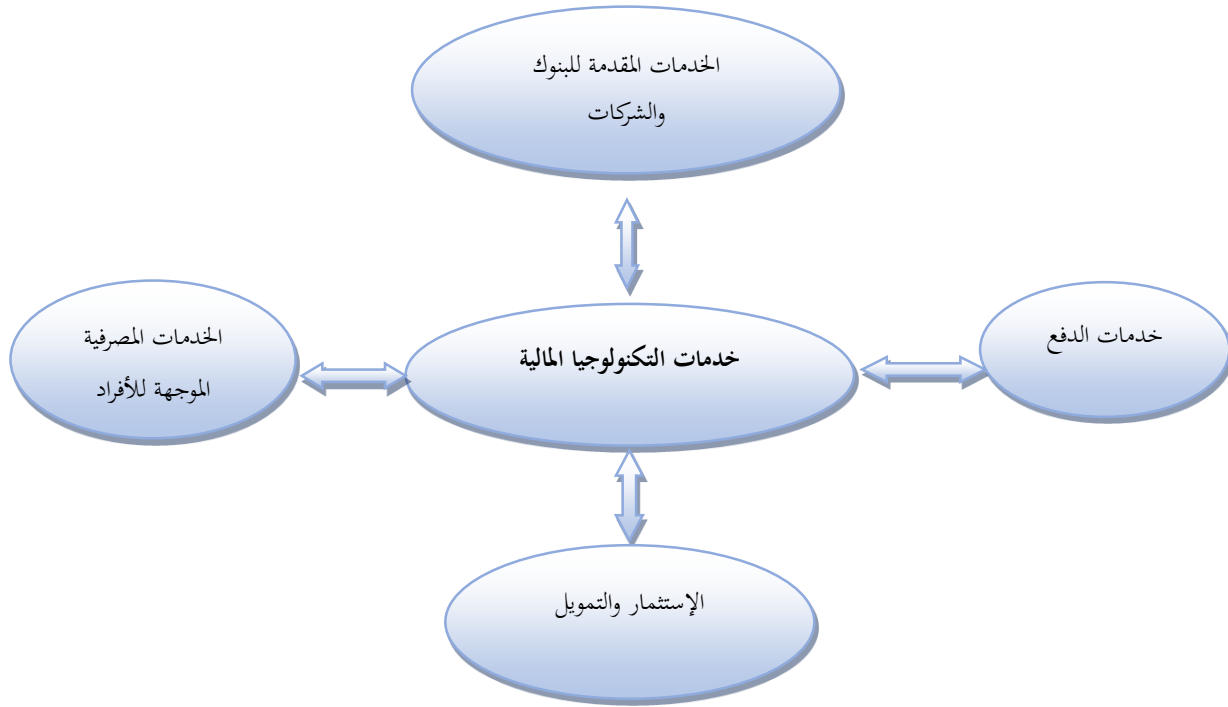 الخدمات المقدمة للبنوك
والشركات
خدمات الدفع
خدمات التكنولوجيا المالية
الخدمات المصرفية
الموجهة للأفراد
الإستثمار والتمويل